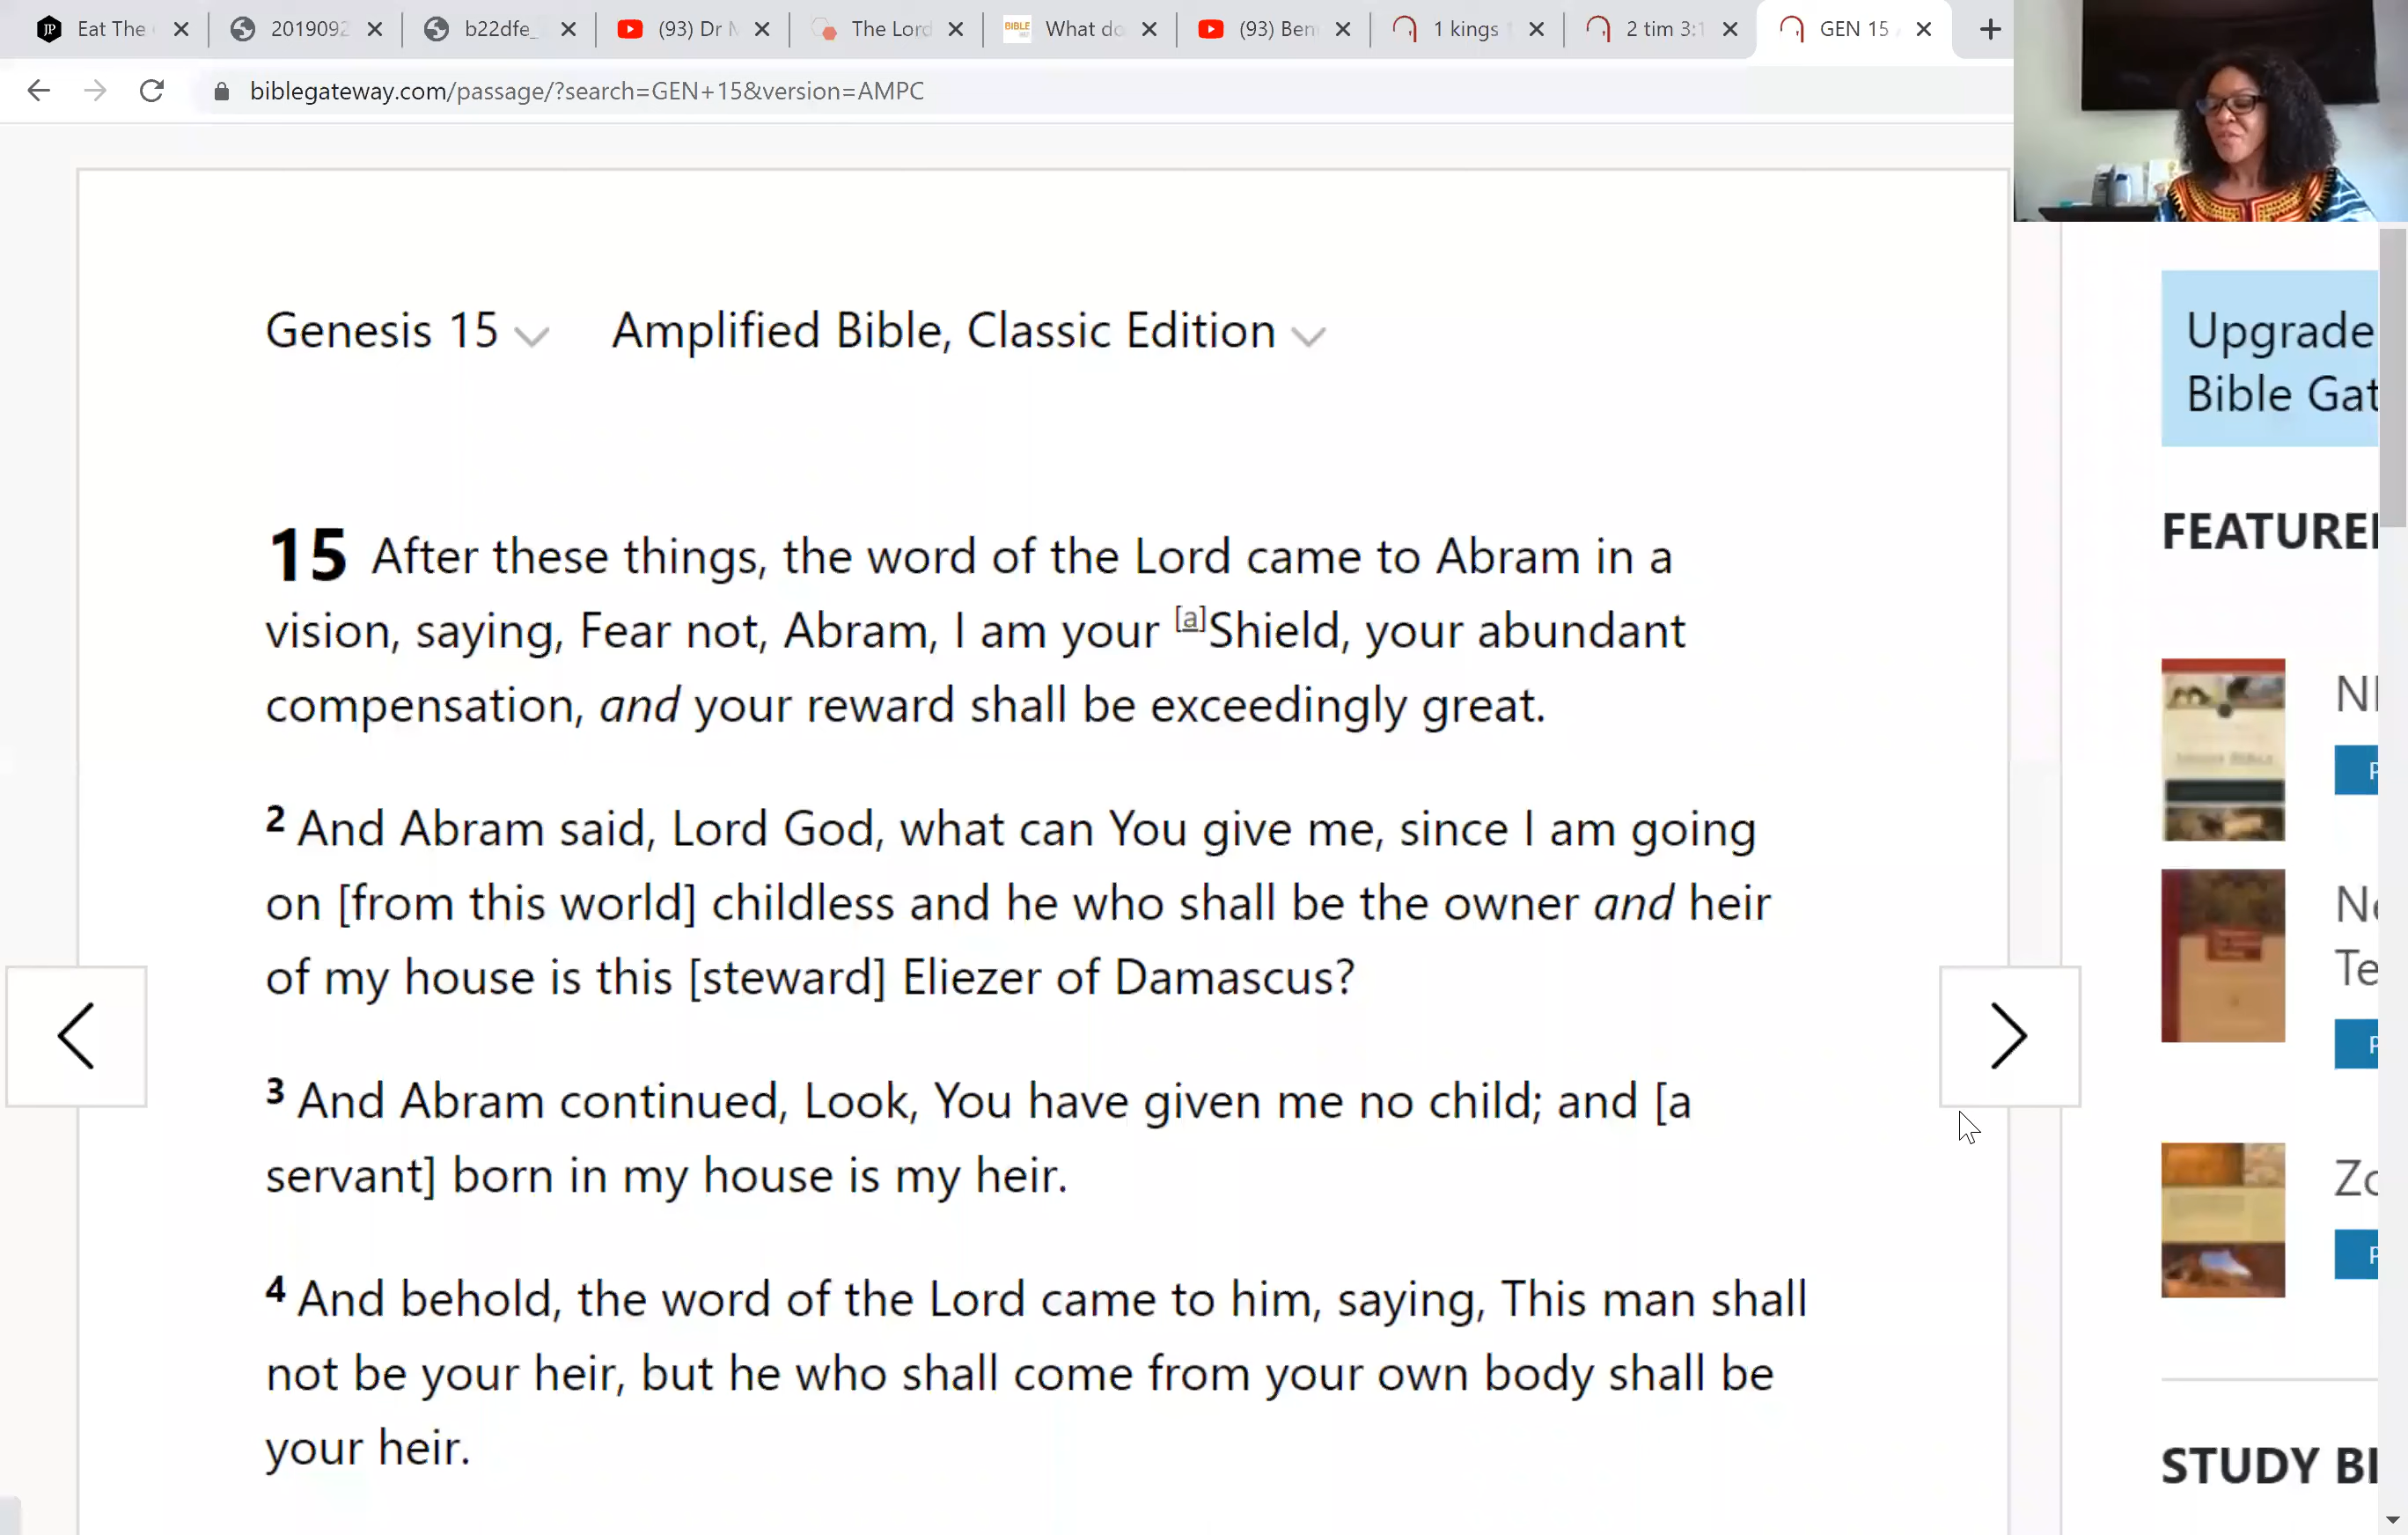 Eat The
201909
b22dfe_
(93) Dr
The Lord
What do
(93) Ben
1 kings
2 tim 3:1
GEN 15
biblegateway.com/passage/?search=GEN+15&version=AMPC
Genesis 15 Amplified Bible, Classic Edition
Upgrade
Bible Gat
15 After these things, the word of the Lord came to Abram in a
vision, saying, Fear not, Abram, I am your [a]Shield, your abundant
compensation, and your reward shall be exceedingly great.
2 And Abram said, Lord God, what can You give me, since I am going
on [from this world] childless and he who shall be the owner and heir
of my house is this [steward] Eliezer of Damascus?
3 And Abram continued, Look, You have given me no child; and [a
servant] born in my house is my heir.
4 And behold, the word of the Lord came to him, saying, This man shall
not be your heir, but he who shall come from your own body shall be
your heir.
FEATURE
Te
STUDY BI